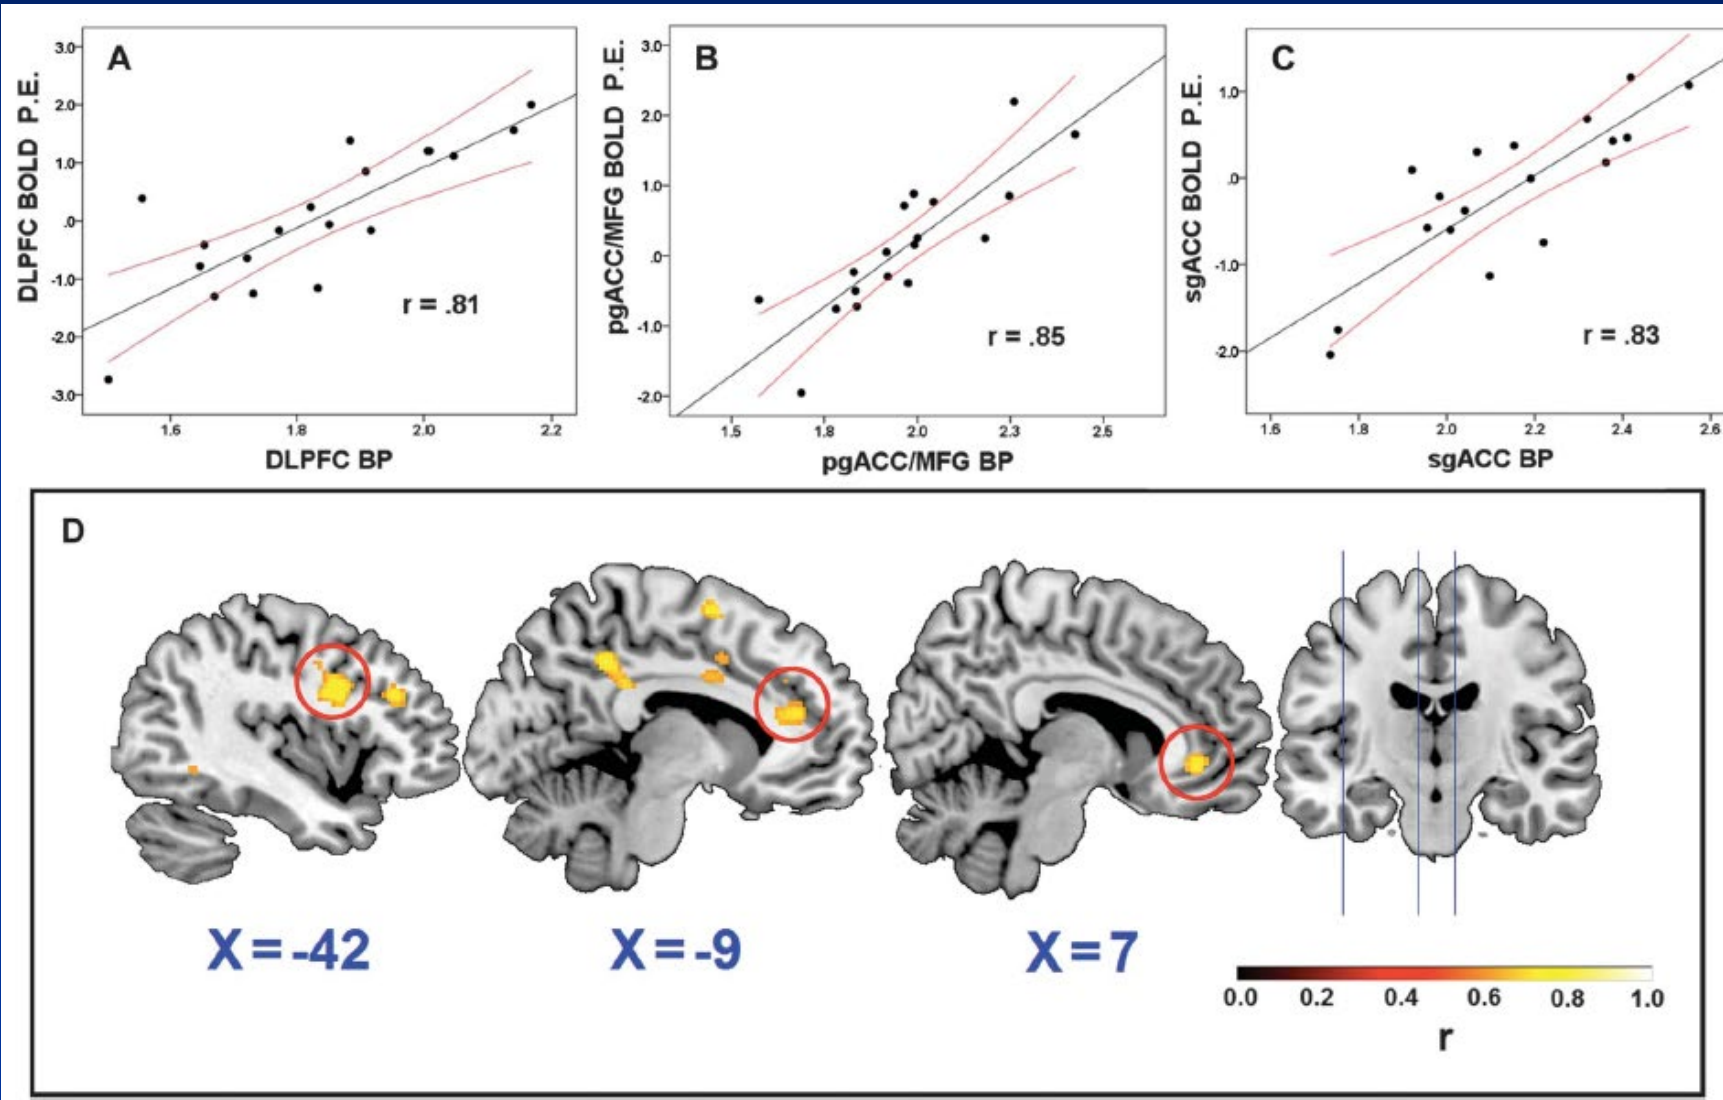 A
DLPFC BOLD P.E.
3.0
2.0
1.0
.0
-1.0
-2.0
-3.0
r = .81
1.6 1.8 2.0 2.2
DLPFC BP
B
pgACC/MFG BOLD P.E.
3.0
2.0
1.0
.0
-1.0
-2.0
r = .85
1.5 1.8 2.0 2.3 2.5
pgACC/MFG BP
C
sgACC BOLD P.E.
1.0
.0
-1.0
-2.0
r = .83
1.6 1.8 2.0 2.2 2.4 2.6
sgACC BP
D
X = -42 X = -9 X = 7
0.0 0.2 0.4 0.6 0.8 1.0
r